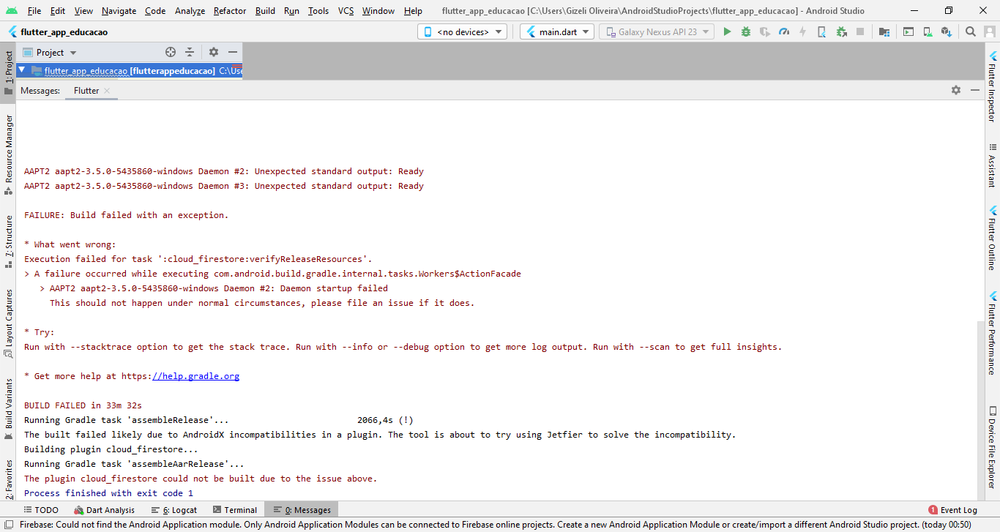 File Edit View Navigate Code Analyze Refactor Build Run Tools VCS Window Help flutter_app_educacao [C:\Users\Gizeli Oliveira\AndroidStudioProjects\flutter_app_educacao] - Android Studio
flutter_app_educacao <no devices> main.dart Galaxy Nexus API 23
Project
flutter_app_educacao [flutterappeducacao] C:\Use
Messages: Flutter
AAPT2 aapt2-3.5.0-5435860-windows Daemon #2: Unexpected standard output: Ready
AAPT2 aapt2-3.5.0-5435860-windows Daemon #3: Unexpected standard output: Ready
FAILURE: Build failed with an exception.
* What went wrong:
Execution failed for task ':cloud_firestore:verifyReleaseResources'.
> A failure occurred while executing com.android.build.gradle.internal.tasks.Workers$ActionFacade
> AAPT2 aapt2-3.5.0-5435860-windows Daemon #2: Daemon startup failed
This should not happen under normal circumstances, please file an issue if it does.
* Try:
Run with --stacktrace option to get the stack trace. Run with --info or --debug option to get more log output. Run with --scan to get full insights.
* Get more help at https://help.gradle.org
BUILD FAILED in 33m 32s
Running Gradle task 'assembleRelease'... 2066,4s (!)
The built failed likely due to AndroidX incompatibilities in a plugin. The tool is about to try using Jetfier to solve the incompatibility.
Building plugin cloud_firestore...
Running Gradle task 'assembleAarRelease'...
The plugin cloud_firestore could not be built due to the issue above.
Process finished with exit code 1
1: Project
Resource Manager
7: Structure
Layout Captures
Build Variants
2: Favorites
Flutter Inspector
Assistant
Flutter Outline
Flutter Performance
Device File Explorer
TODO Dart Analysis 6: Logcat Terminal 0: Messages 1 Event Log
Firebase: Could not find the Android Application module. Only Android Application Modules can be connected to Firebase online projects. Create a new Android Application Module or create/import a different Android Studio project. (today 00:50)